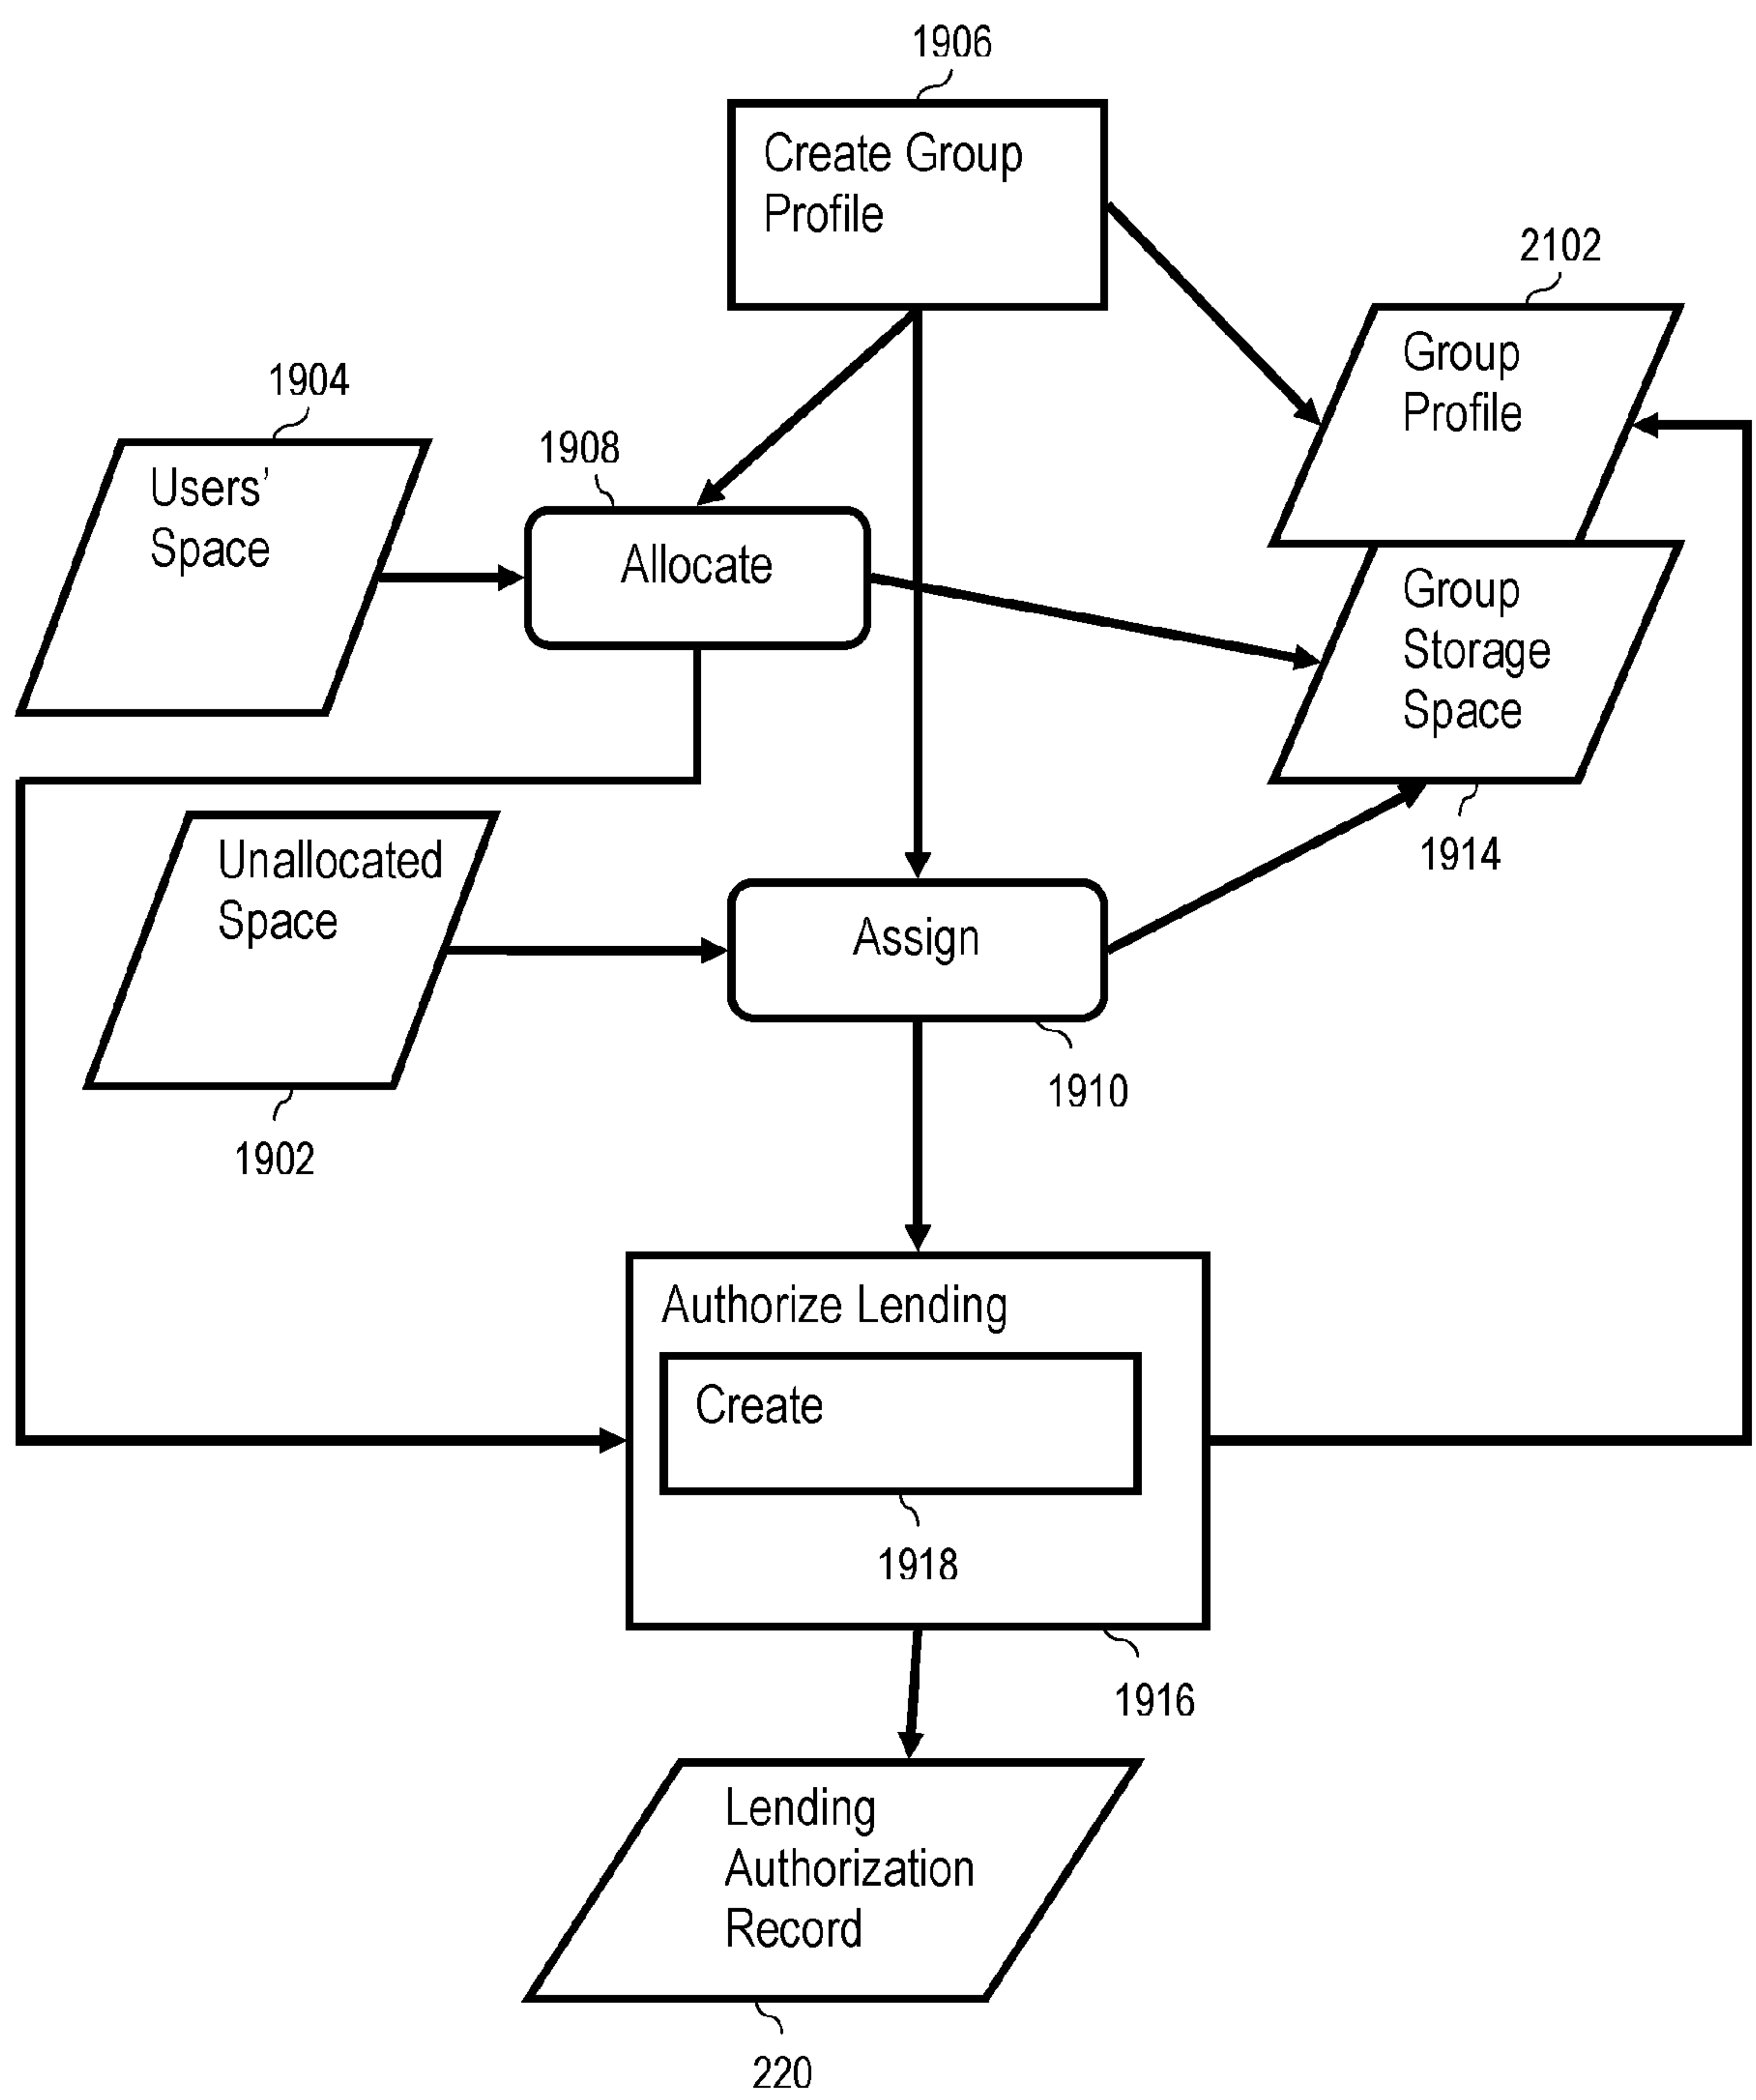 1906
Create Group
Profile
2102
Group
Profile
1904
Users’
Space
1908
Allocate
Group
Storage
Space
1914
Unallocated
Space
1902
Assign
1910
Authorize Lending
Create
1918
1916
Lending
Authorization
Record
220